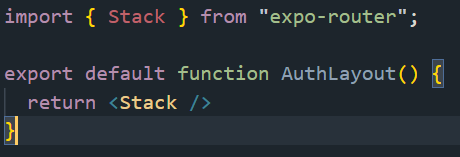 import { Stack } from "expo-router";
export default function AuthLayout() {
return <Stack />
}